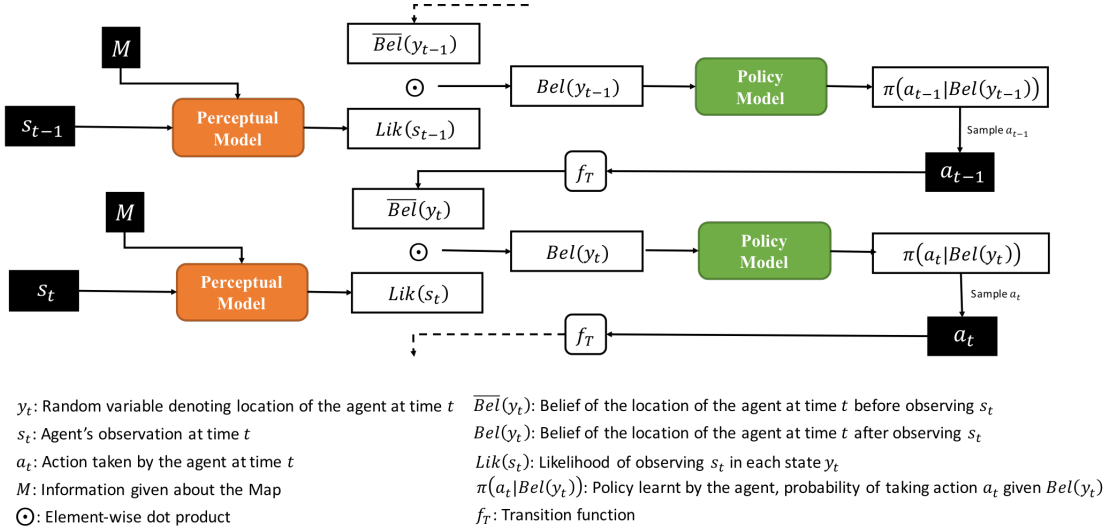 M
s_{t−1}
Perceptual
Model
\overline{Bel}(y_{t−1})
⊙
Lik(s_{t−1})
Bel(y_{t−1})
Policy
Model
π(a_{t−1}|Bel(y_{t−1}))
Sample a_{t−1}
a_{t−1}
f_T
M
s_t
Perceptual
Model
\overline{Bel}(y_t)
⊙
Lik(s_t)
Bel(y_t)
Policy
Model
π(a_t|Bel(y_t))
Sample a_t
a_t
f_T
y_t: Random variable denoting location of the agent at time t
s_t: Agent's observation at time t
a_t: Action taken by the agent at time t
M: Information given about the Map
⊙: Element-wise dot product
\overline{Bel}(y_t): Belief of the location of the agent at time t before observing s_t
Bel(y_t): Belief of the location of the agent at time t after observing s_t
Lik(s_t): Likelihood of observing s_t in each state y_t
π(a_t|Bel(y_t)): Policy learnt by the agent, probability of taking action a_t given Bel(y_t)
f_T: Transition function